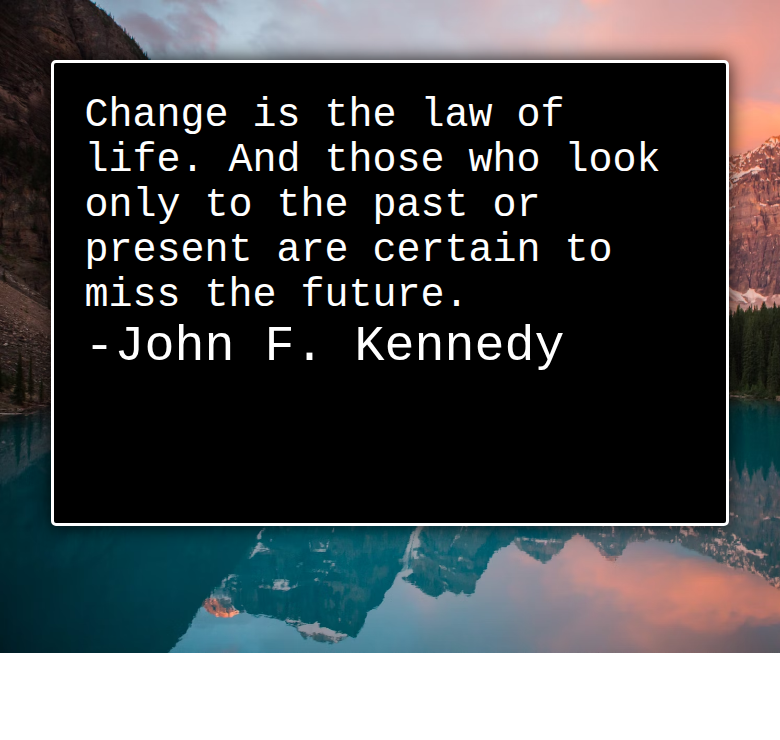 Change is the law of
life. And those who look
only to the past or
present are certain to
miss the future.
-John F. Kennedy